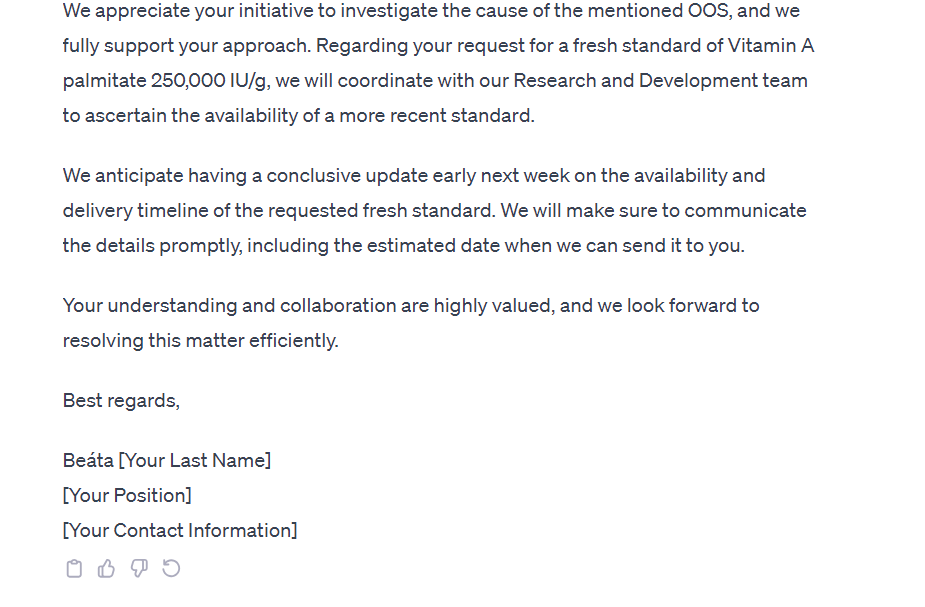 We appreciate your initiative to investigate the cause of the mentioned OOS, and we
fully support your approach. Regarding your request for a fresh standard of Vitamin A
palmitate 250,000 IU/g, we will coordinate with our Research and Development team
to ascertain the availability of a more recent standard.
We anticipate having a conclusive update early next week on the availability and
delivery timeline of the requested fresh standard. We will make sure to communicate
the details promptly, including the estimated date when we can send it to you.
Your understanding and collaboration are highly valued, and we look forward to
resolving this matter efficiently.
Best regards,
Beáta [Your Last Name]
[Your Position]
[Your Contact Information]